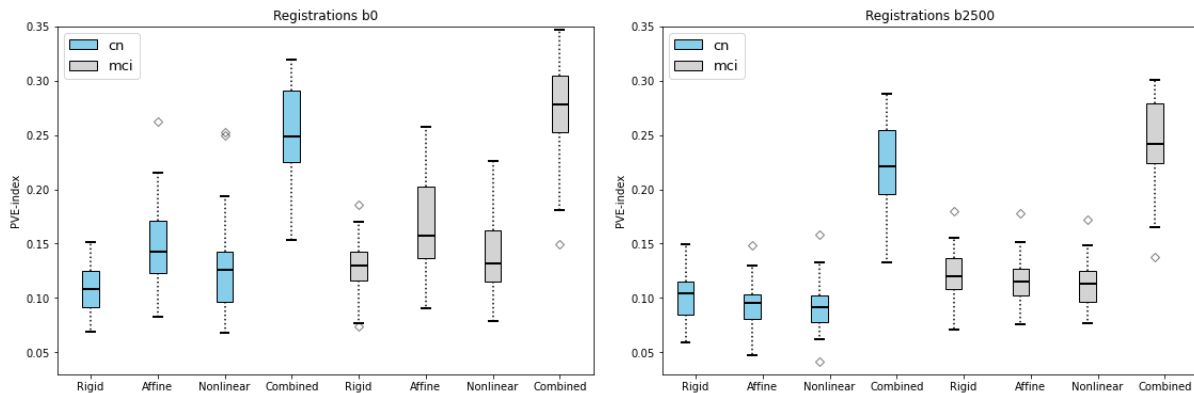 Registrations b0
PVE-index
0.35
0.30
0.25
0.20
0.15
0.10
0.05
cn
mci
Rigid Affine Nonlinear Combined Rigid Affine Nonlinear Combined
Registrations b2500
PVE-index
0.35
0.30
0.25
0.20
0.15
0.10
0.05
cn
mci
Rigid Affine Nonlinear Combined Rigid Affine Nonlinear Combined